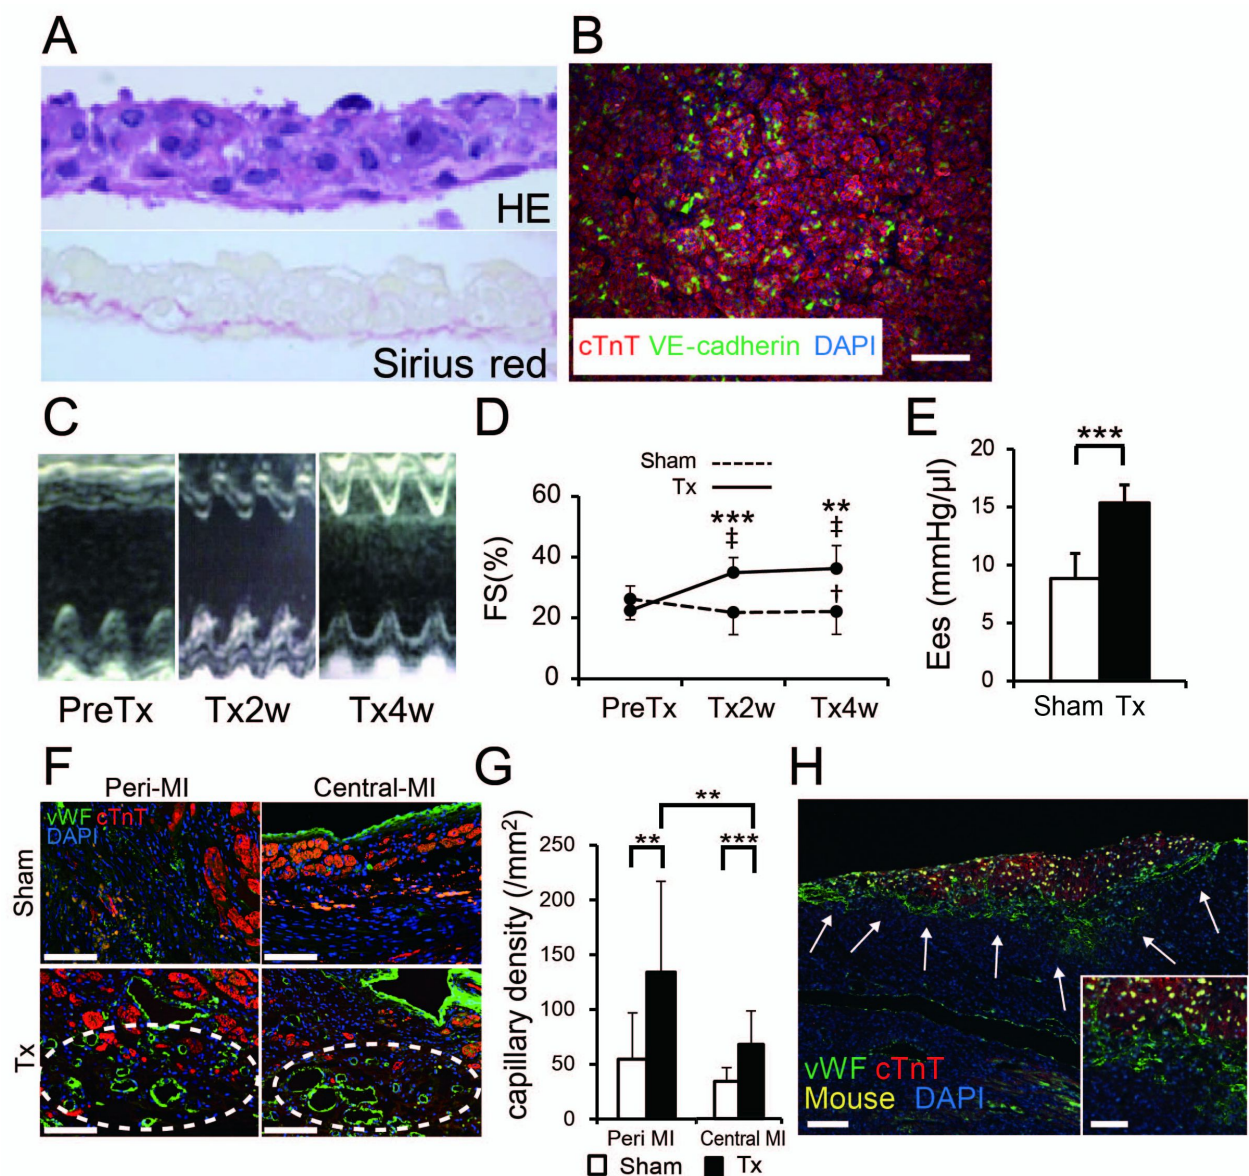 A
HE
Sirius red
B
cTnT VE-cadherin DAPI
C
PreTx Tx2w Tx4w
D
Sham
Tx
FS(%)
60
40
20
0
***
‡
**
‡
†
PreTx Tx2w Tx4w
E
Ees (mmHg/μl)
20
15
10
5
0
***
Sham Tx
F
Peri-MI Central-MI
vWF cTnT
DAPI
Sham
Tx
G
capillary density (/mm²)
250
200
150
100
50
0
**
** ***
Peri MI Central MI
Sham Tx
H
vWF cTnT
Mouse DAPI